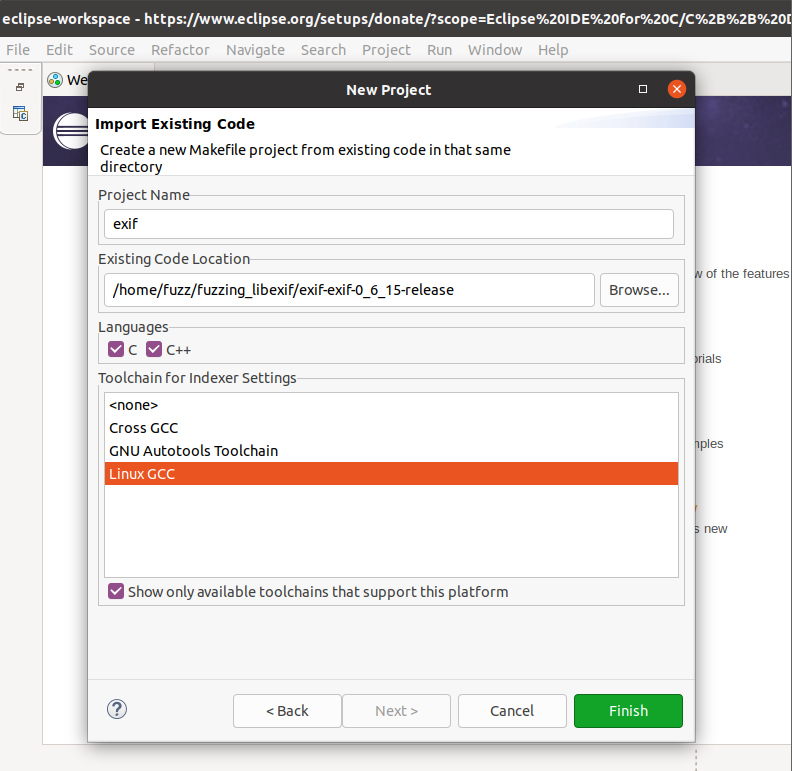 eclipse-workspace - https://www.eclipse.org/setups/donate/?scope=Eclipse%20IDE%20for%20C/C%2B%2B%20D
File Edit Source Refactor Navigate Search Project Run Window Help
We
New Project
Import Existing Code
Create a new Makefile project from existing code in that same
directory
Project Name
exif
Existing Code Location
/home/fuzz/fuzzing_libexif/exif-exif-0_6_15-release
Browse...
w of the features
Languages
C C++
orials
Toolchain for Indexer Settings
<none>
Cross GCC
GNU Autotools Toolchain
Linux GCC
mples
s new
Show only available toolchains that support this platform
?
< Back
Next >
Cancel
Finish